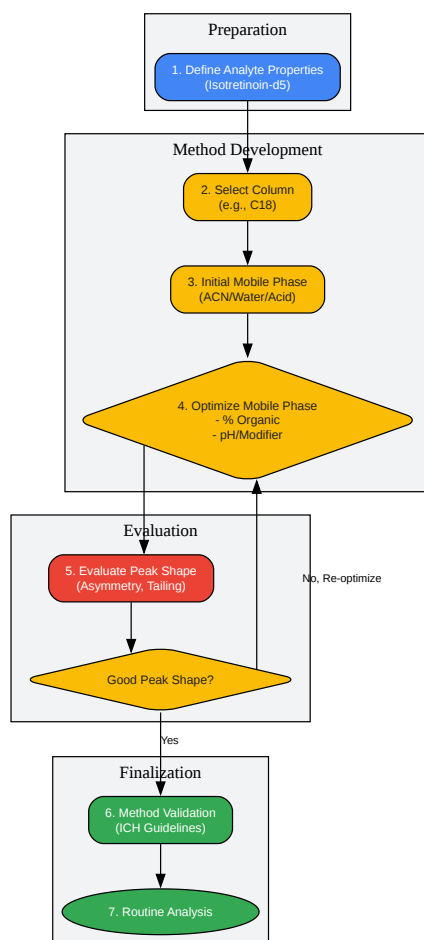 Preparation
1. Define Analyte Properties
(Isotretinoin-d5)
Method Development
2. Select Column
(e.g., C18)
3. Initial Mobile Phase
(ACN/Water/Acid)
4. Optimize Mobile Phase
- % Organic
- pH/Modifier
Evaluation
5. Evaluate Peak Shape
(Asymmetry, Tailing)
No, Re-optimize
Good Peak Shape?
Yes
Finalization
6. Method Validation
(ICH Guidelines)
7. Routine Analysis